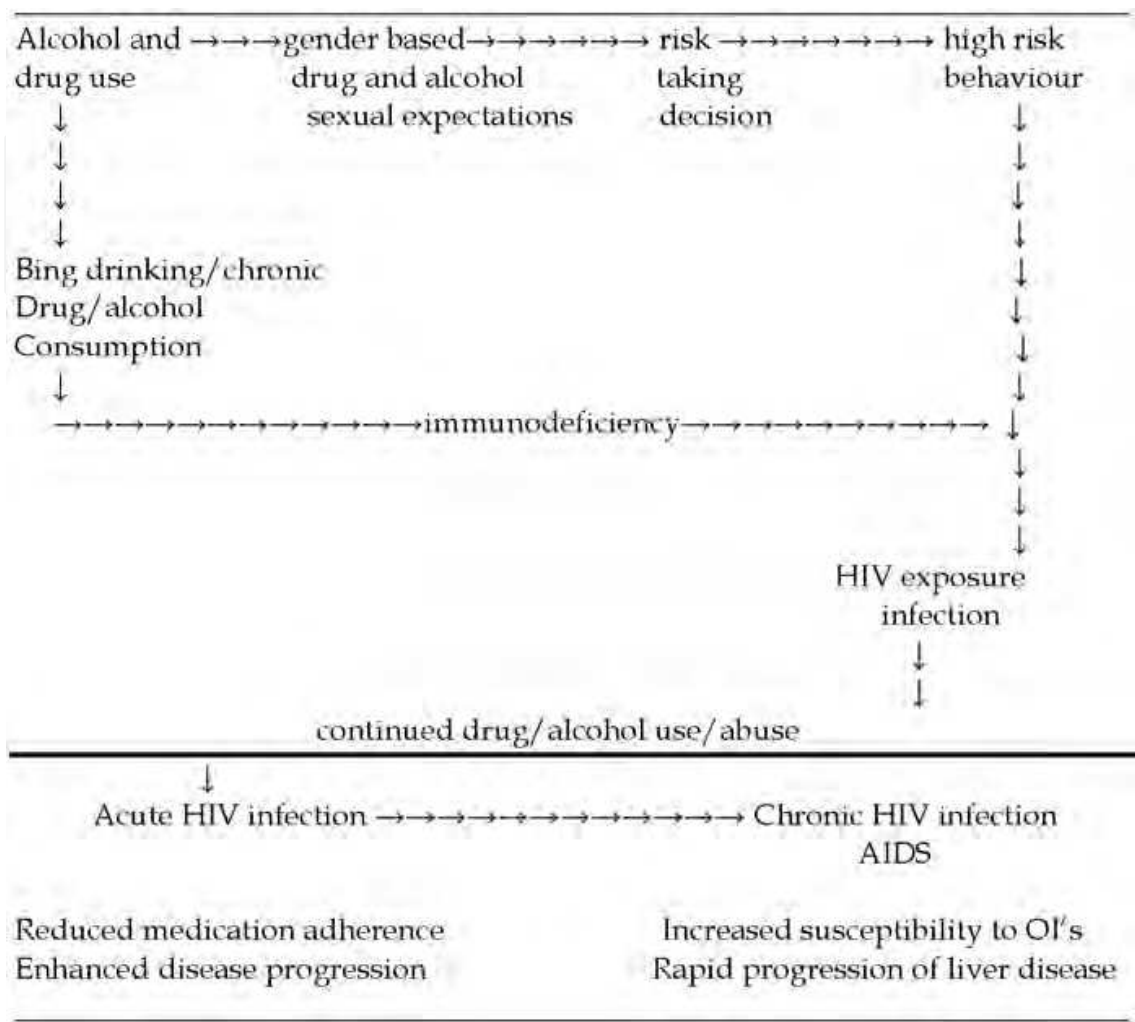 Alcohol and →→→gender based→→→→→→ risk →→→→→→→ high risk
drug use drug and alcohol taking behaviour
sexual expectations decision ↓
↓
↓
↓
↓
Bing drinking/chronic
Drug/alcohol
Consumption
↓
→→→→→→→→→→immunodeficiency→→→→→→→→→ ↓
HIV exposure
infection
↓
↓
continued drug/alcohol use/abuse
↓
Acute HIV infection →→→→→→→→→→→ Chronic HIV infection
AIDS
Reduced medication adherence Increased susceptibility to OI's
Enhanced disease progression Rapid progression of liver disease